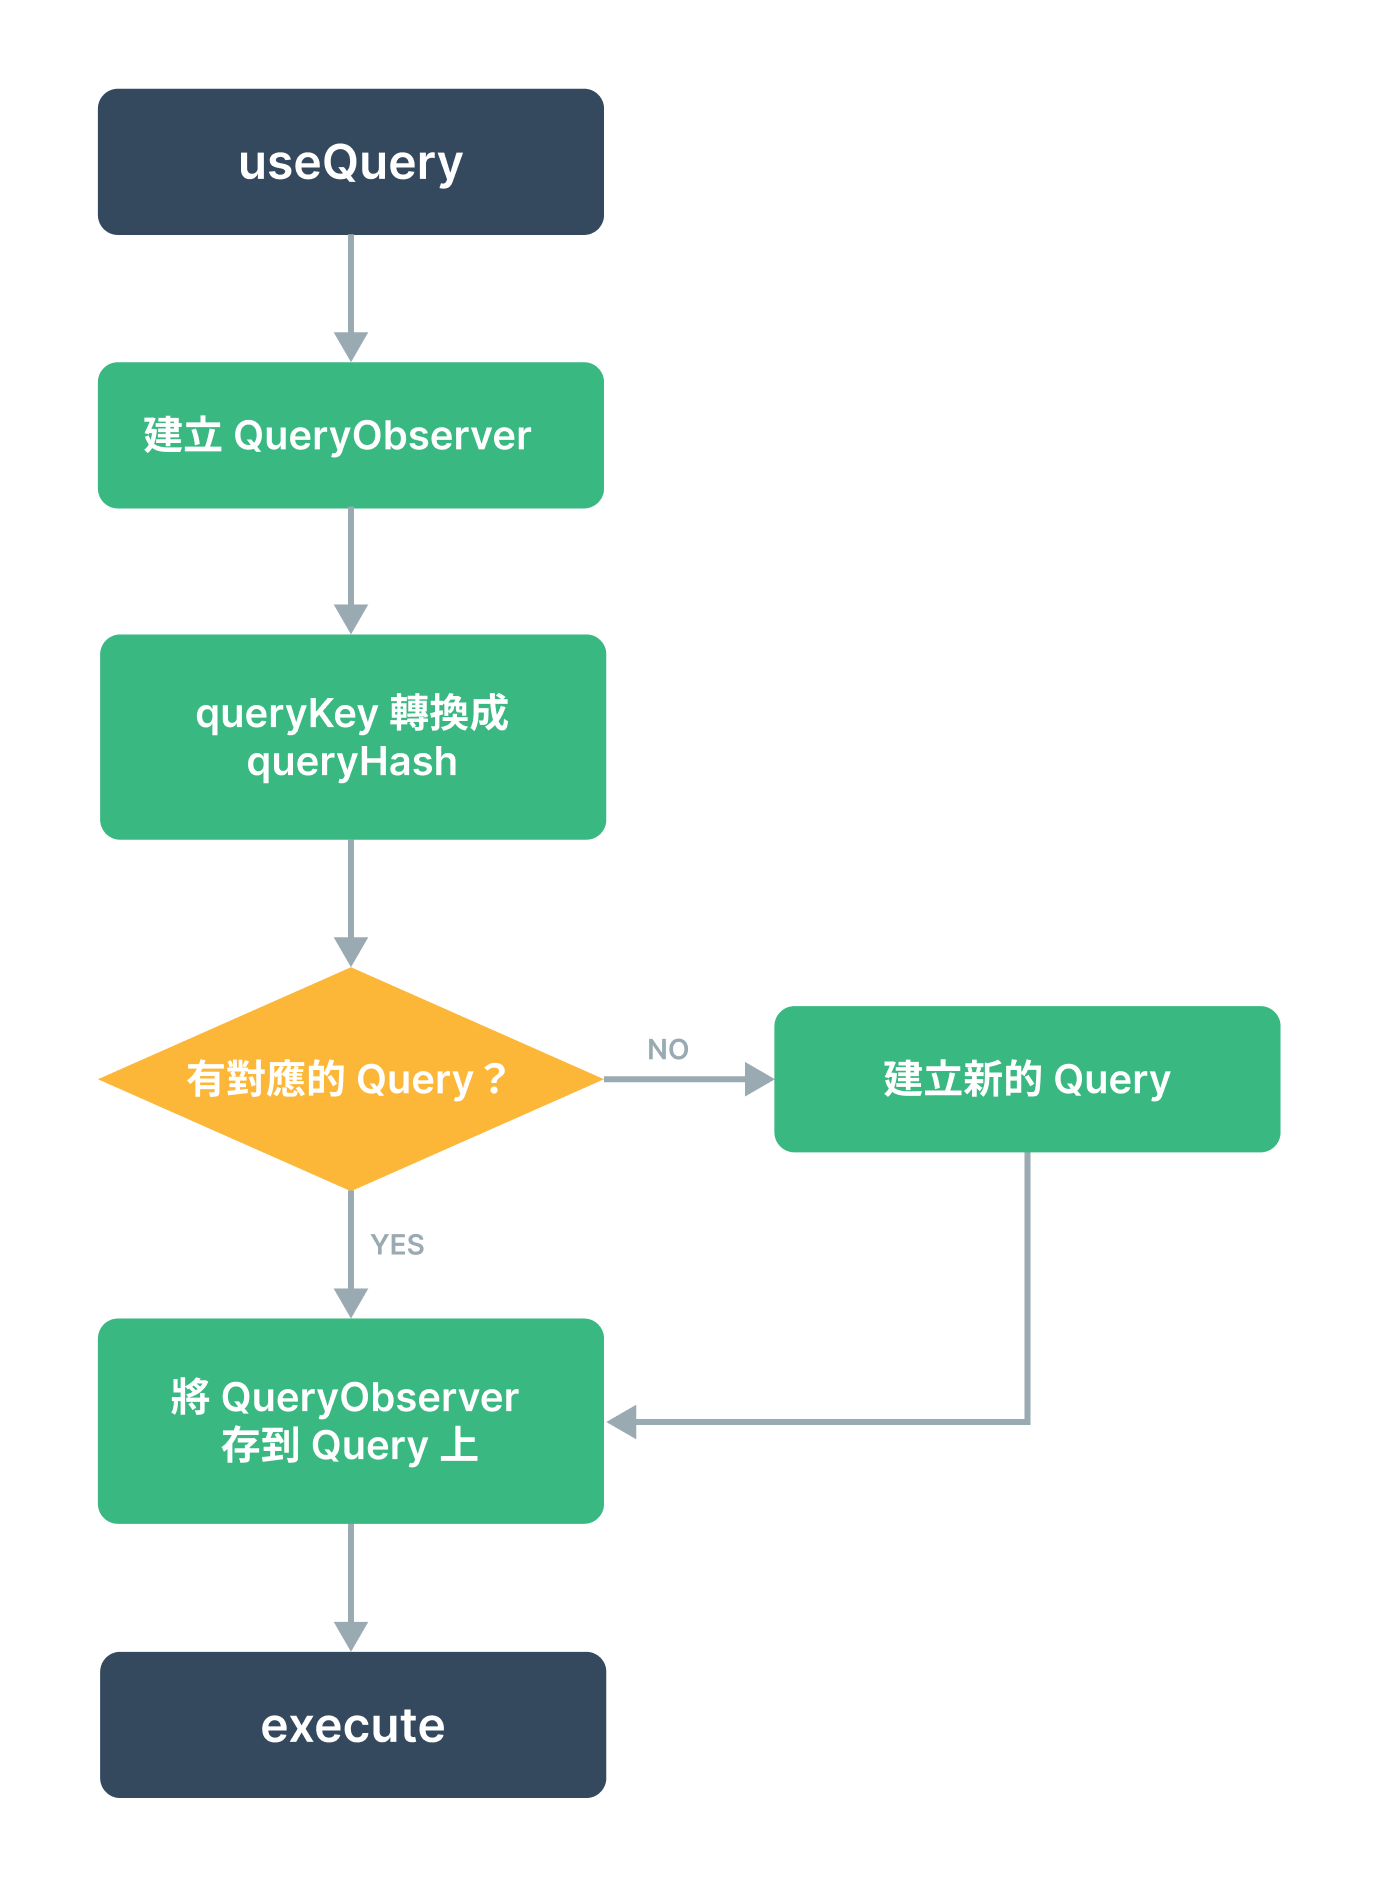 useQuery
建立 QueryObserver
queryKey 轉換成
queryHash
有對應的 Query？
NO
建立新的 Query
YES
將 QueryObserver
存到 Query 上
execute